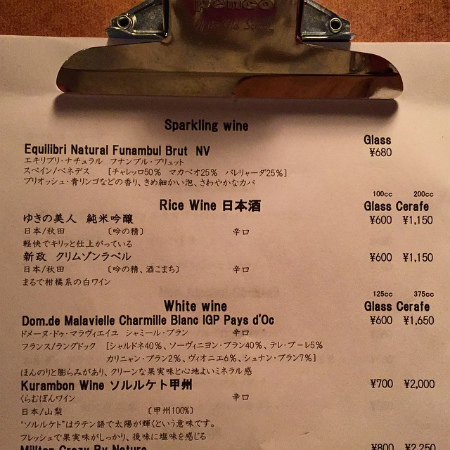 penco
Sparkling wine
Glass
Equilibri Natural Funambul Brut NV ¥680
エキリブリ・ナチュラル フナンブル・ブリュット
スペイン/ペネデス [チャレッロ50% マカベオ25% パレリャーダ25%]
ブリオッシュ・青リンゴなどの香り、きめ細かい泡、さわやかなカバ
100cc 200cc
Rice Wine 日本酒 Glass Cerafe
ゆきの美人 純米吟醸 ¥600 ¥1,150
日本/秋田 [吟の精] 辛口
軽快でキリッと仕上がっている
新政 クリムゾンラベル ¥600 ¥1,150
日本/秋田 [吟の精、酒こまち] 辛口
まるで柑橘系の白ワイン
125cc 375cc
White wine Glass Cerafe
Dom.de Malavielle Charmille Blanc IGP Pays d'Oc ¥600 ¥1,650
ドメーヌ・ドゥ・マラヴィエイユ シャミール・ブラン 辛口
フランス/ラングドック [シャルドネ40%、ソーヴィニヨン・ブラン40%、テレ・ブレー5%
カリニャン・ブラン2%、ヴィオニエ6%、シュナン・ブラン7%]
ほんのりと膨らみがあり、クリーンな果実味と心地よいミネラル感
Kurambon Wine ソルルケト甲州 ¥700 ¥2,000
くらむぼんワイン 辛口
日本/山梨 [甲州100%]
"ソルルケト"はラテン語で太陽が輝くという意味です。
フレッシュで果実味がしっかり、後味に塩味を感じる
Milton Crazy By Nature ¥800 ¥2,250